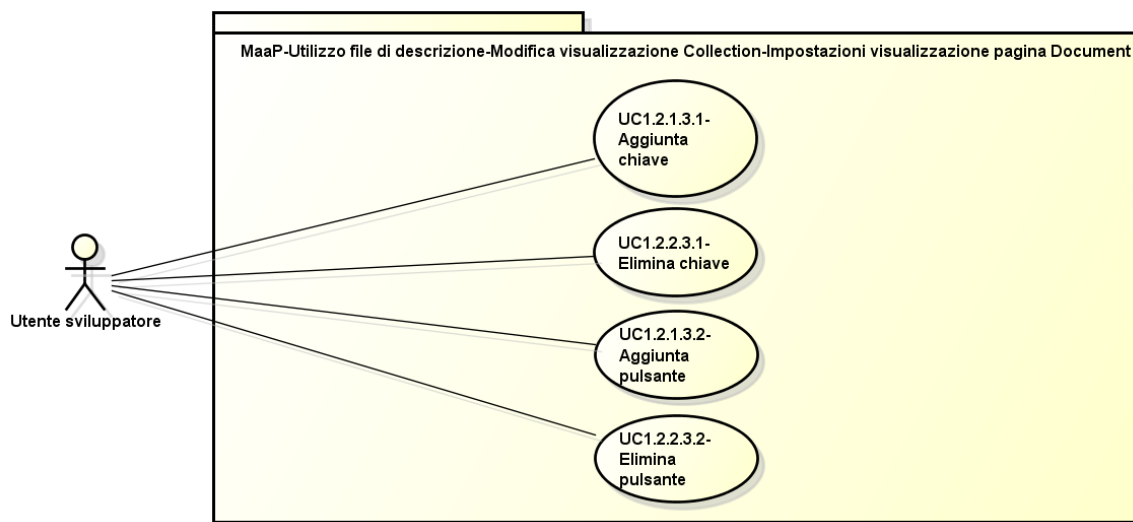 MaaP-Utilizzo file di descrizione-Modifica visualizzazione Collection-Impostazioni visualizzazione pagina Document
UC1.2.1.3.1-
Aggiunta
chiave
UC1.2.2.3.1-
Elimina chiave
Utente sviluppatore
UC1.2.1.3.2-
Aggiunta
pulsante
UC1.2.2.3.2-
Elimina
pulsante